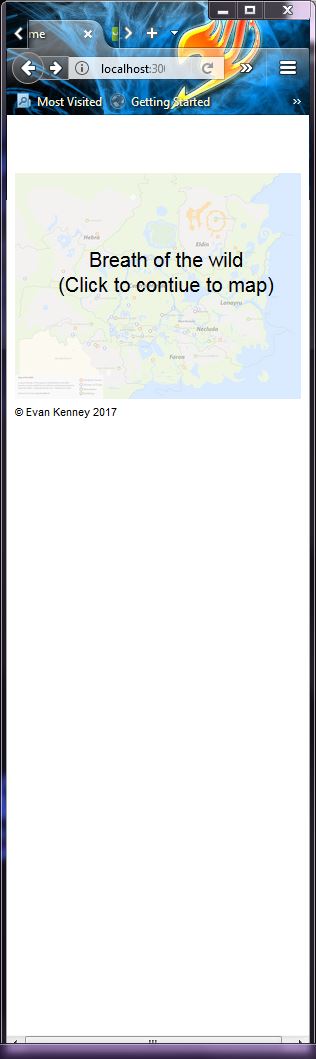 me
localhost:300
Most Visited
Getting Started
Breath of the wild
(Click to contiue to map)
Hebra
Eldin
Lanayru
Necluda
Faron
© Evan Kenney 2017